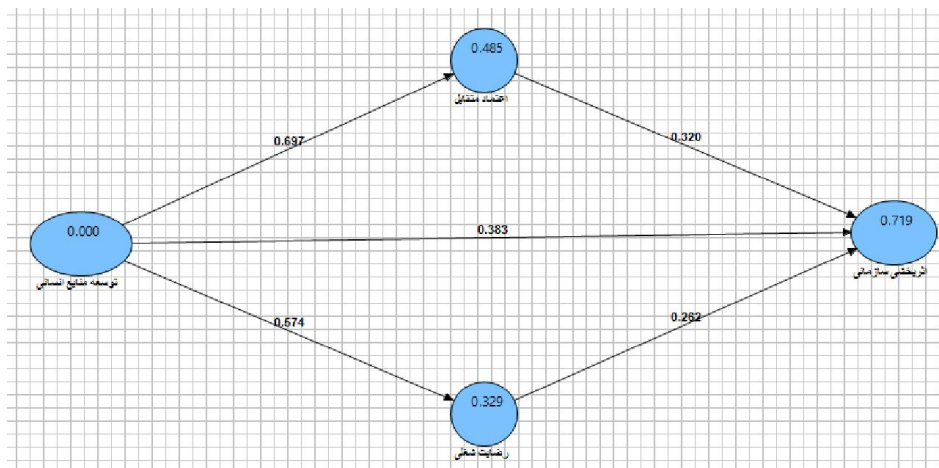 0.485
اعتماد متقابل
0.697
0.320
0.000
توسعه منابع انسانی
0.383
0.719
اثربخشی سازمانی
0.574
0.262
0.329
رضایت شغلی